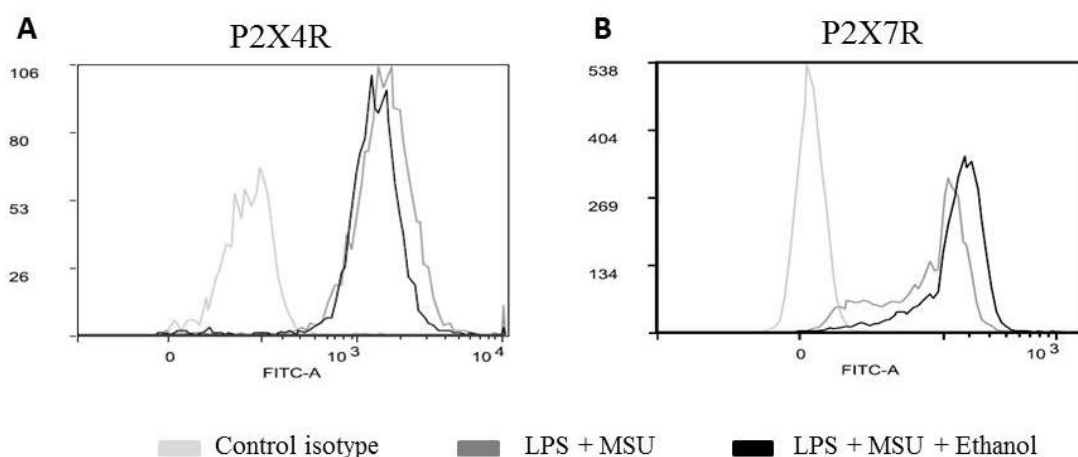 A
P2X4R
106
80
53
26
0
10³
10⁴
FITC-A
B
P2X7R
538
404
269
134
0
10³
FITC-A
Control isotype
LPS + MSU
LPS + MSU + Ethanol